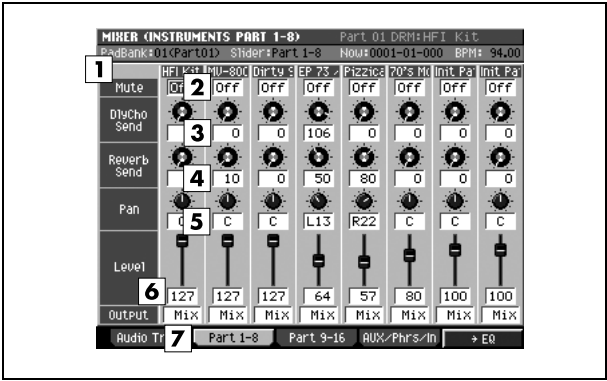 MIXER (INSTRUMENTS PART 1-8) Part 01 DRM:HFI Kit
PadBank:01(Part01) Slider:Part 1-8 Now:0001-01-000 BPM: 94.00
1
HFI Kit MV-800 Dirty S EP 73 Pizzica 70's Mo Init Pa Init Pa
Mute Off 2 Off Off Off Off Off Off Off
DlyCho Send 3 0 0 106 0 0 0 0
Reverb Send 4 10 0 50 80 0 0 0
Pan 5 C C L13 R22 C C C
Level
6 127 127 127 64 57 80 100 100
Output Mix Mix Mix Mix Mix Mix Mix Mix
Audio Tr 7 Part 1-8 Part 9-16 AUX/Phrs/In → EQ